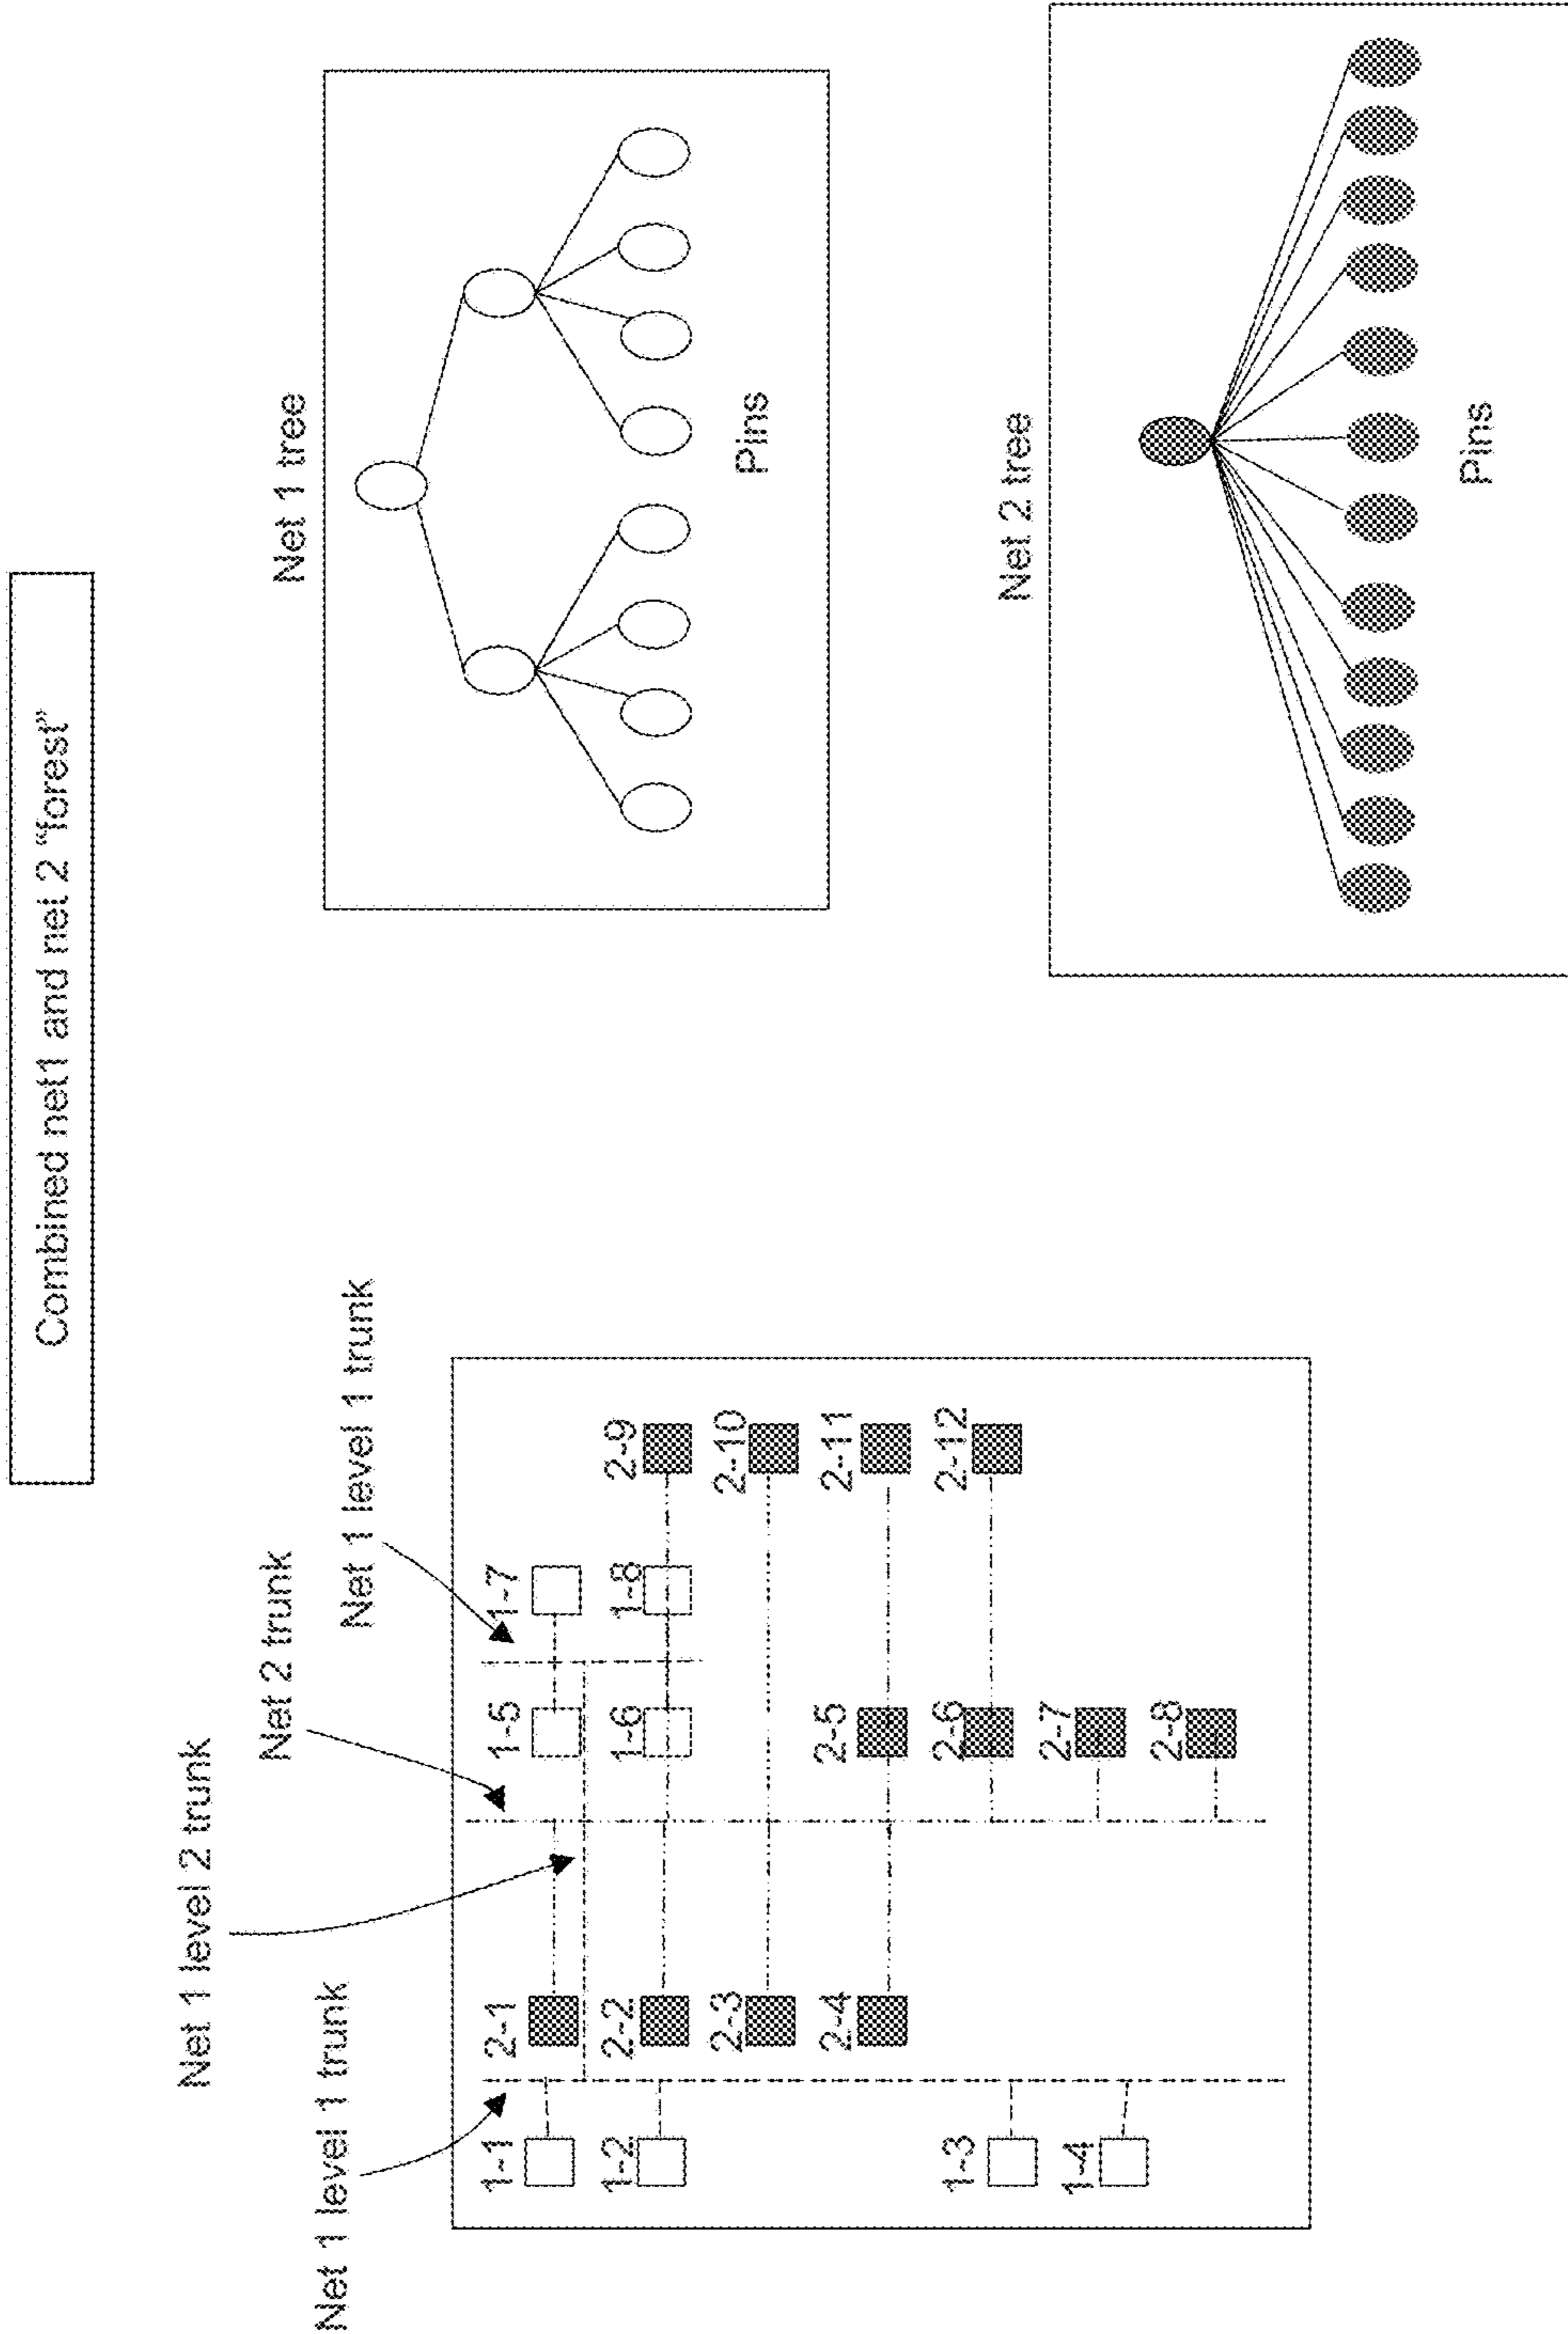 Combined net1 and net 2 "forest"
Net 1 level 1 trunk
Net 1 level 2 trunk
Net 2 trunk
Net 1 level 1 trunk
1-1
1-2
1-3
1-4
2-1
2-2
2-3
2-4
1-5
1-6
2-5
2-6
2-7
2-8
1-7
1-8
2-9
2-10
2-11
2-12
Net 1 tree
Pins
Net 2 tree
Pins